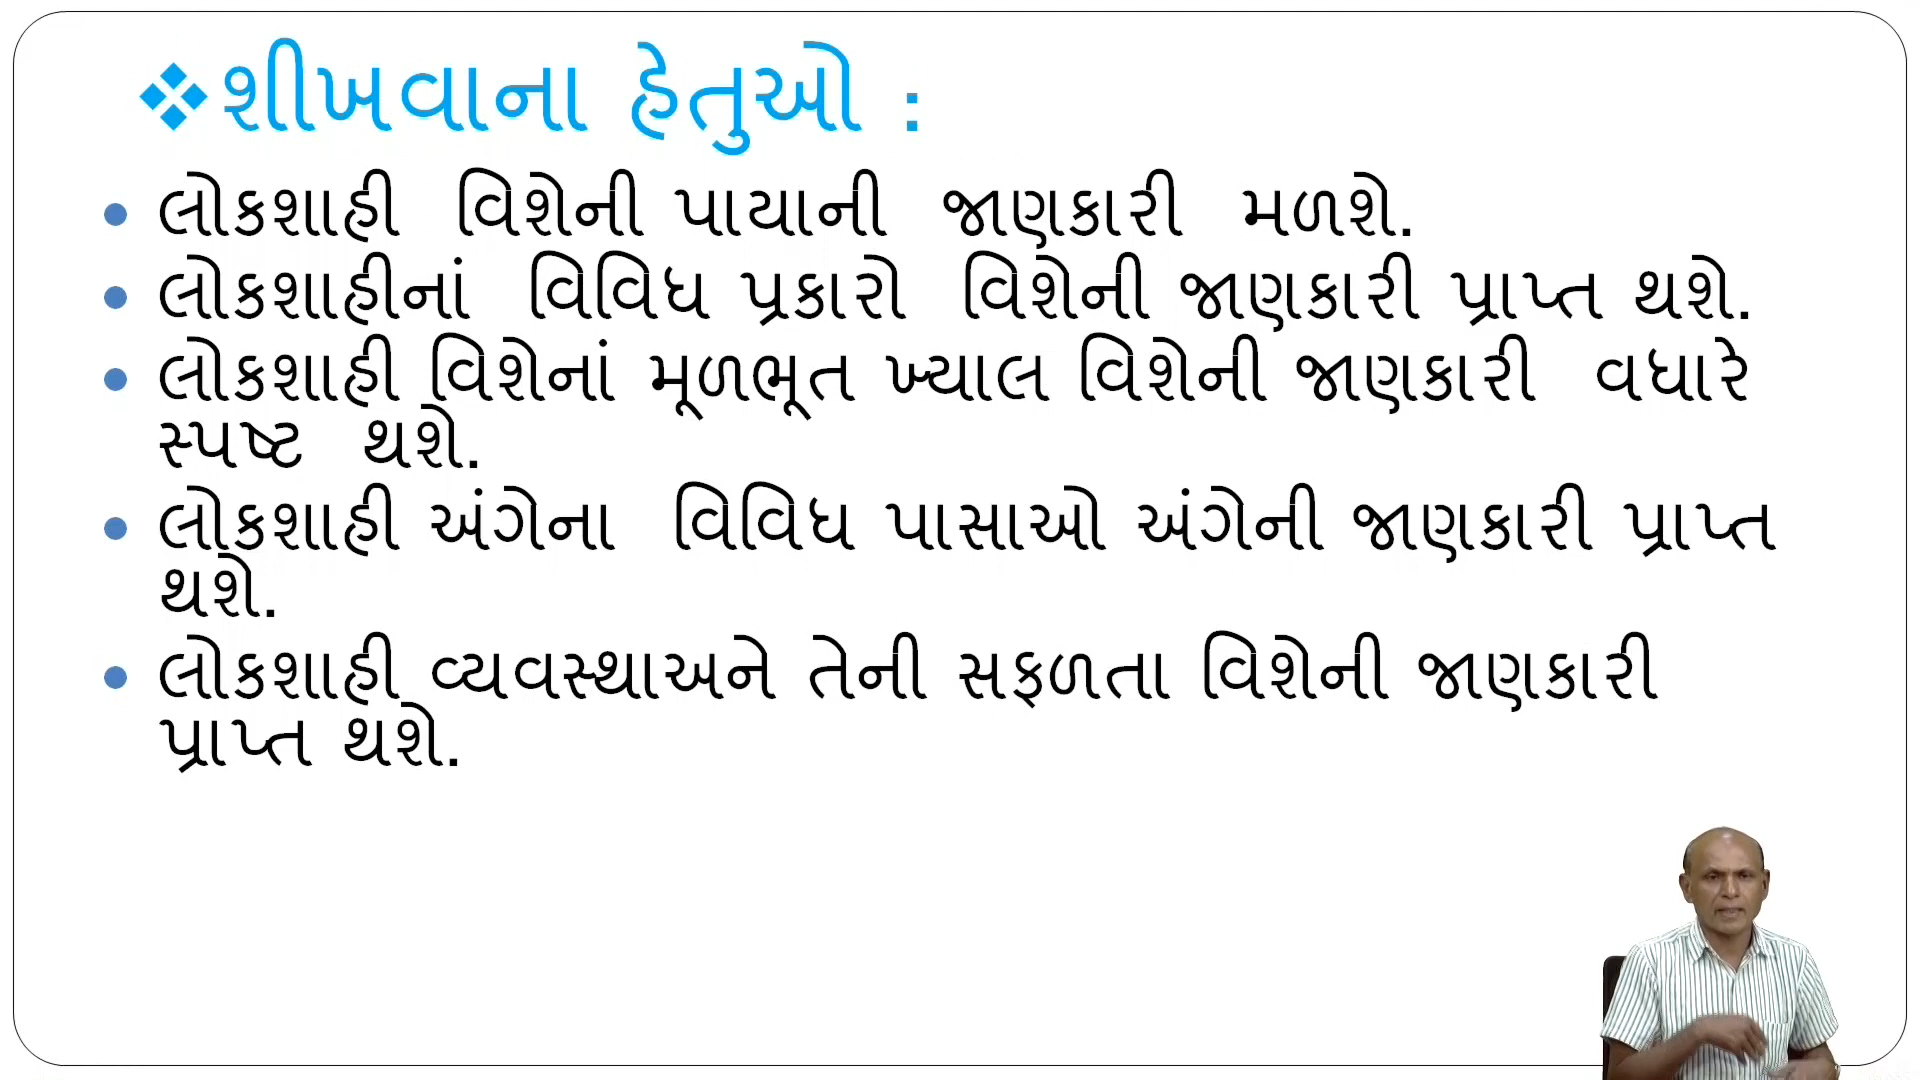 ❖શીખવાના હેતુઓ :
• લોકશાહી વિશેની પાયાની જાણકારી મળશે.
• લોકશાહીનાં વિવિધ પ્રકારો વિશેની જાણકારી પ્રાપ્ત થશે.
• લોકશાહી વિશેનાં મૂળભૂત ખ્યાલ વિશેની જાણકારી વધારે
સ્પષ્ટ થશે.
• લોકશાહી અંગેના વિવિધ પાસાઓ અંગેની જાણકારી પ્રાપ્ત
થશે.
• લોકશાહી વ્યવસ્થાઅને તેની સફળતા વિશેની જાણકારી
પ્રાપ્ત થશે.